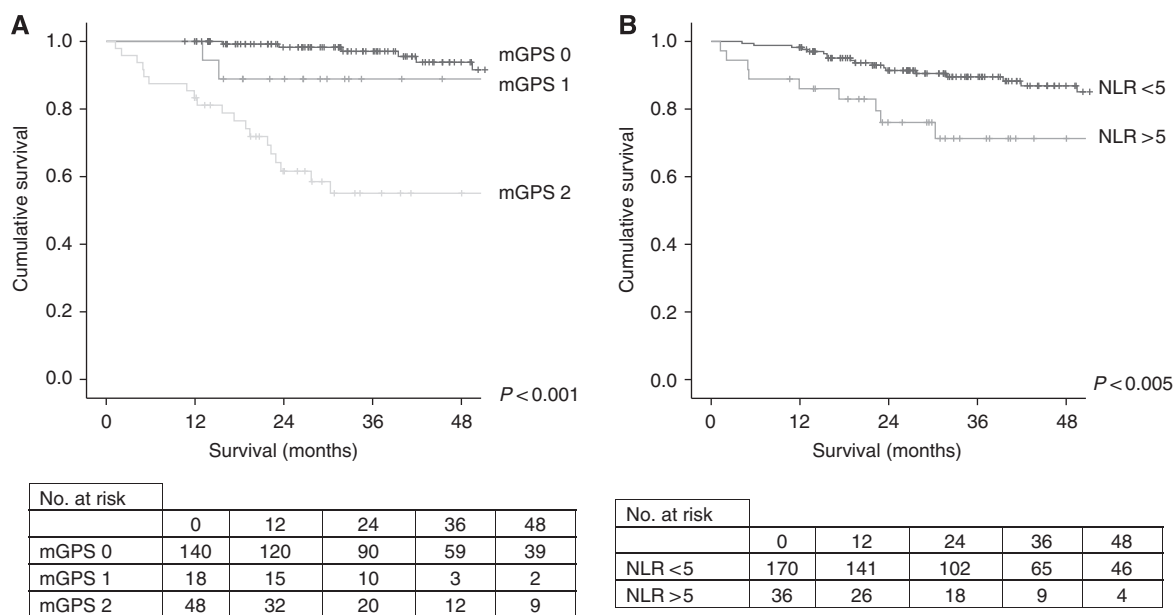 A
Cumulative survival
1.0
0.8
0.6
0.4
0.2
0.0
mGPS 0
mGPS 1
mGPS 2
P<0.001
0 12 24 36 48
Survival (months)
No. at risk
0 12 24 36 48
mGPS 0 140 120 90 59 39
mGPS 1 18 15 10 3 2
mGPS 2 48 32 20 12 9
B
Cumulative survival
1.0
0.8
0.6
0.4
0.2
0.0
NLR <5
NLR >5
P<0.005
0 12 24 36 48
Survival (months)
No. at risk
0 12 24 36 48
NLR <5 170 141 102 65 46
NLR >5 36 26 18 9 4